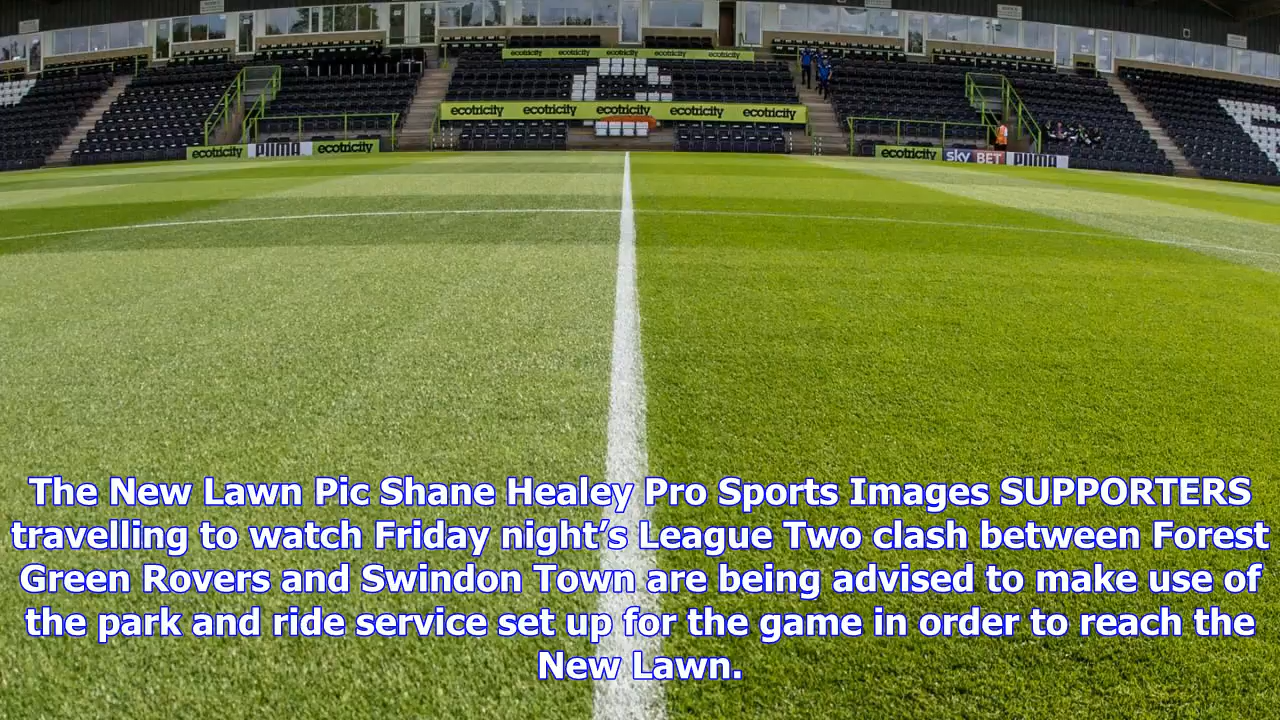 ecotricity ecotricity ecotricity ecotricity
ecotricity ecotricity ecotricity ecotricity ecotricity
ecotricity PUMA ecotricity
ecotricity sky BET PUMA
The New Lawn Pic Shane Healey Pro Sports Images SUPPORTERS
travelling to watch Friday night’s League Two clash between Forest
Green Rovers and Swindon Town are being advised to make use of
the park and ride service set up for the game in order to reach the
New Lawn.